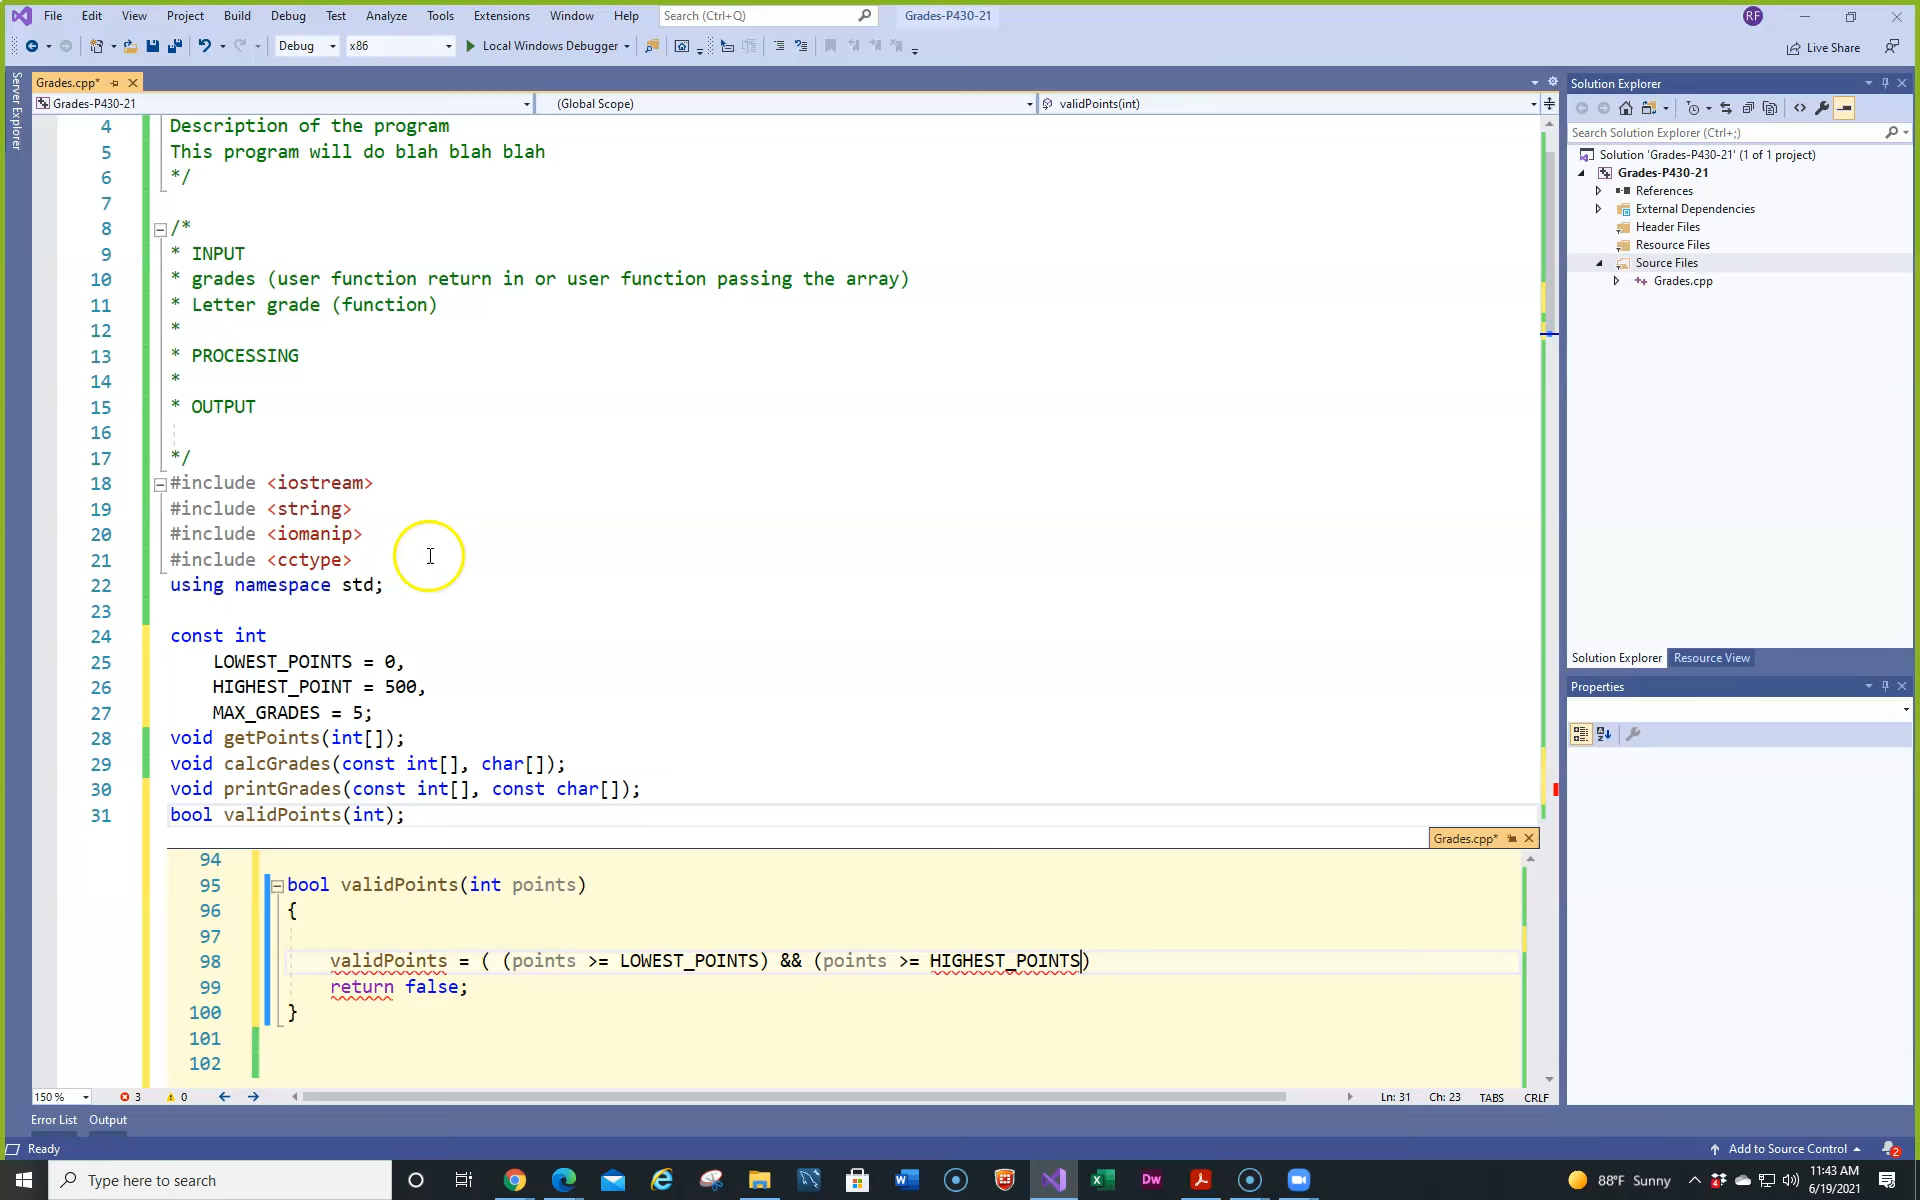 File Edit View Project Build Debug Test Analyze Tools Extensions Window Help Search (Ctrl+Q) Grades-P430-21 RF
Debug x86 Local Windows Debugger Live Share
Server Explorer
Grades.cpp*
Grades-P430-21 (Global Scope) validPoints(int)
4 Description of the program
5 This program will do blah blah blah
6 */
7
8 /*
9 * INPUT
10 * grades (user function return in or user function passing the array)
11 * Letter grade (function)
12 *
13 * PROCESSING
14 *
15 * OUTPUT
16
17 */
18 #include <iostream>
19 #include <string>
20 #include <iomanip>
21 #include <cctype>
22 using namespace std;
23
24 const int
25 LOWEST_POINTS = 0,
26 HIGHEST_POINT = 500,
27 MAX_GRADES = 5;
28 void getPoints(int[]);
29 void calcGrades(const int[], char[]);
30 void printGrades(const int[], const char[]);
31 bool validPoints(int);
Grades.cpp*
94
95 bool validPoints(int points)
96 {
97
98 validPoints = ( (points >= LOWEST_POINTS) && (points >= HIGHEST_POINTS)
99 return false;
100 }
101
102
150 % 3 0 Ln: 31 Ch: 23 TABS CRLF
Error List Output
Ready Add to Source Control 2
Solution Explorer
Search Solution Explorer (Ctrl+;)
Solution 'Grades-P430-21' (1 of 1 project)
Grades-P430-21
References
External Dependencies
Header Files
Resource Files
Source Files
Grades.cpp
Solution Explorer Resource View
Properties
Type here to search Dw 88°F Sunny 11:43 AM
6/19/2021